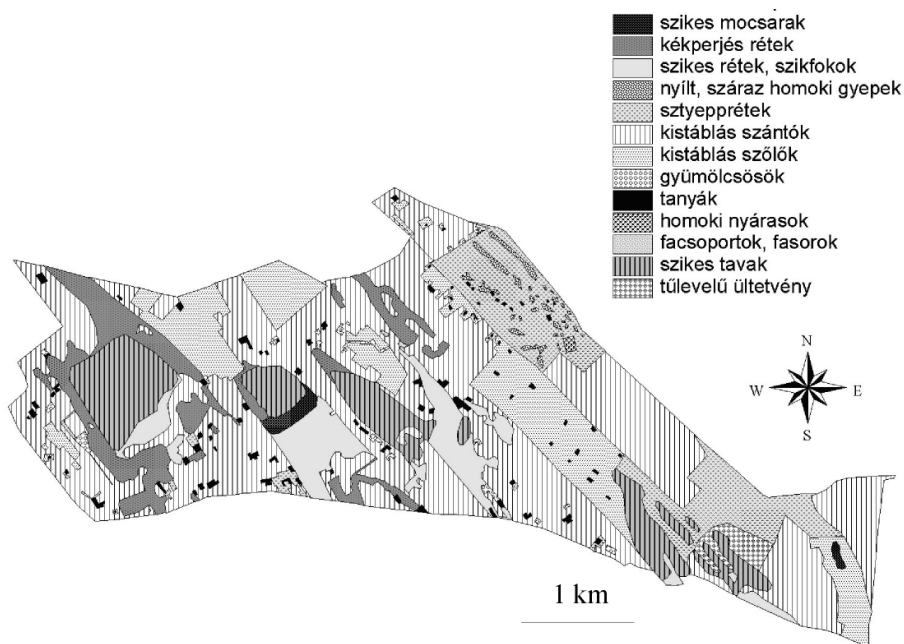 szikes mocsarak
kékperjés rétek
szikes rétek, szikfokok
nyílt, száraz homoki gyepek
sztyepprétek
kistáblás szántók
kistáblás szőlők
gyümölcsösök
tanyák
homoki nyárasok
facsoportok, fasorok
szikes tavak
tűlevelű ültetvény
N
W E
S
1 km